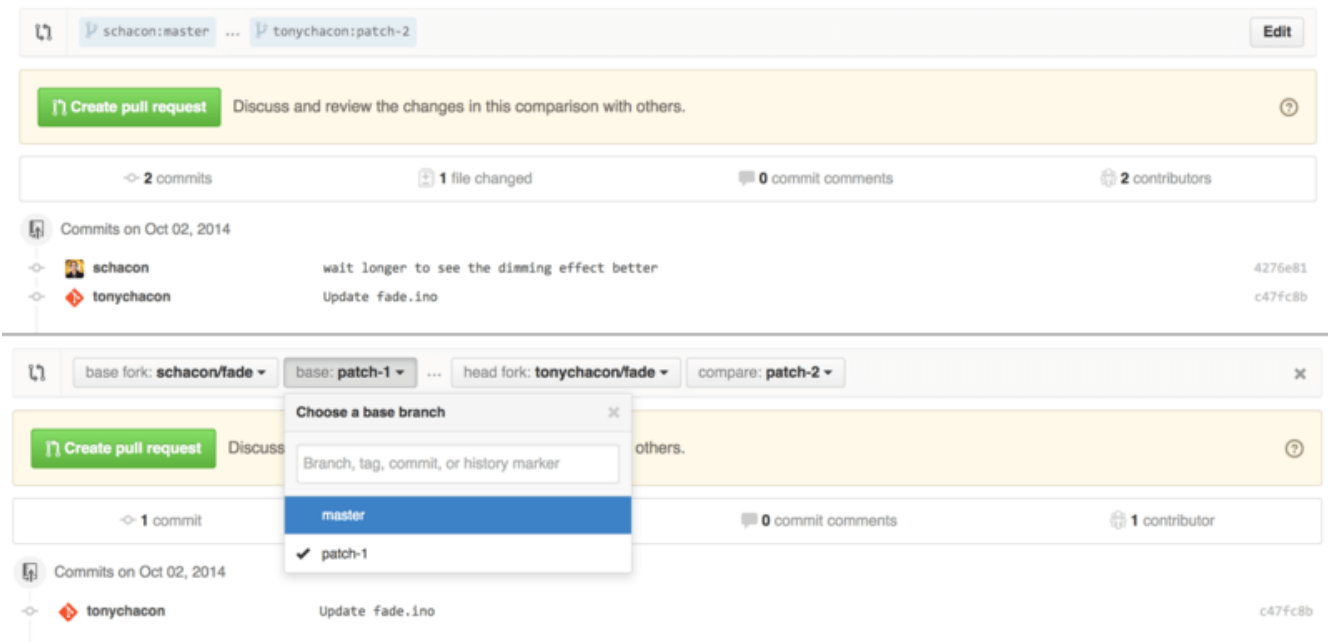 schacon:master ... tonychacon:patch-2 Edit
Create pull request Discuss and review the changes in this comparison with others.
2 commits 1 file changed 0 commit comments 2 contributors
Commits on Oct 02, 2014
schacon wait longer to see the dimming effect better 4276e81
tonychacon Update fade.ino c47fc8b
base fork: schacon/fade base: patch-1 ... head fork: tonychacon/fade compare: patch-2
Choose a base branch
Create pull request Discuss others.
Branch, tag, commit, or history marker
master
1 commit 0 commit comments 1 contributor
patch-1
Commits on Oct 02, 2014
tonychacon Update fade.ino c47fc8b